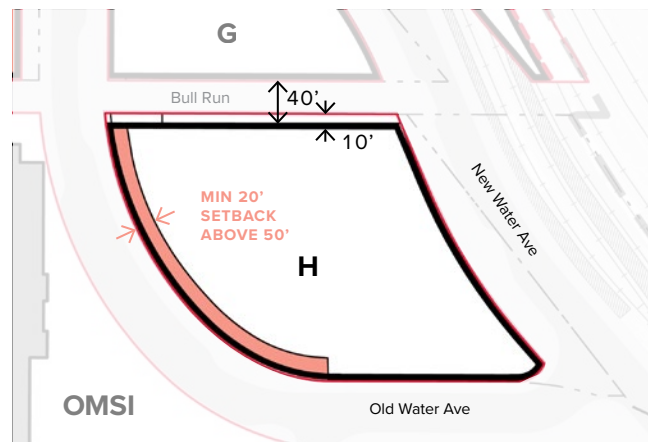 G
Bull Run
40’
10’
MIN 20’
SETBACK
ABOVE 50’
New Water Ave
H
OMSI
Old Water Ave